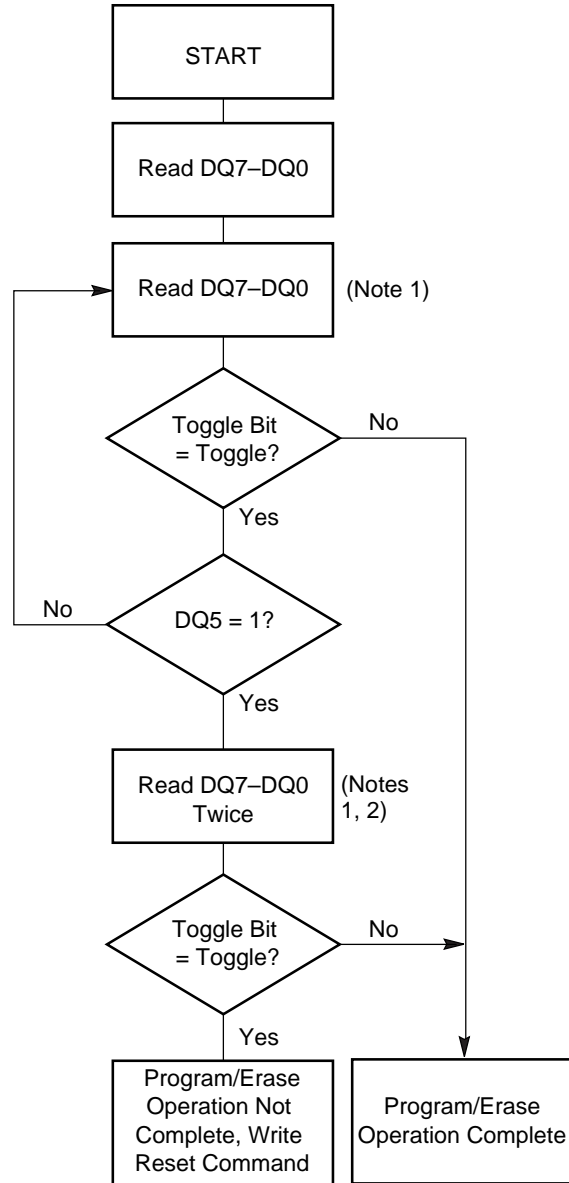 START
Read DQ7–DQ0
Read DQ7–DQ0
(Note 1)
Toggle Bit
= Toggle?
No
Yes
DQ5 = 1?
No
Yes
Read DQ7–DQ0
Twice
(Notes
1, 2)
Toggle Bit
= Toggle?
No
Yes
Program/Erase
Operation Not
Complete, Write
Reset Command
Program/Erase
Operation Complete